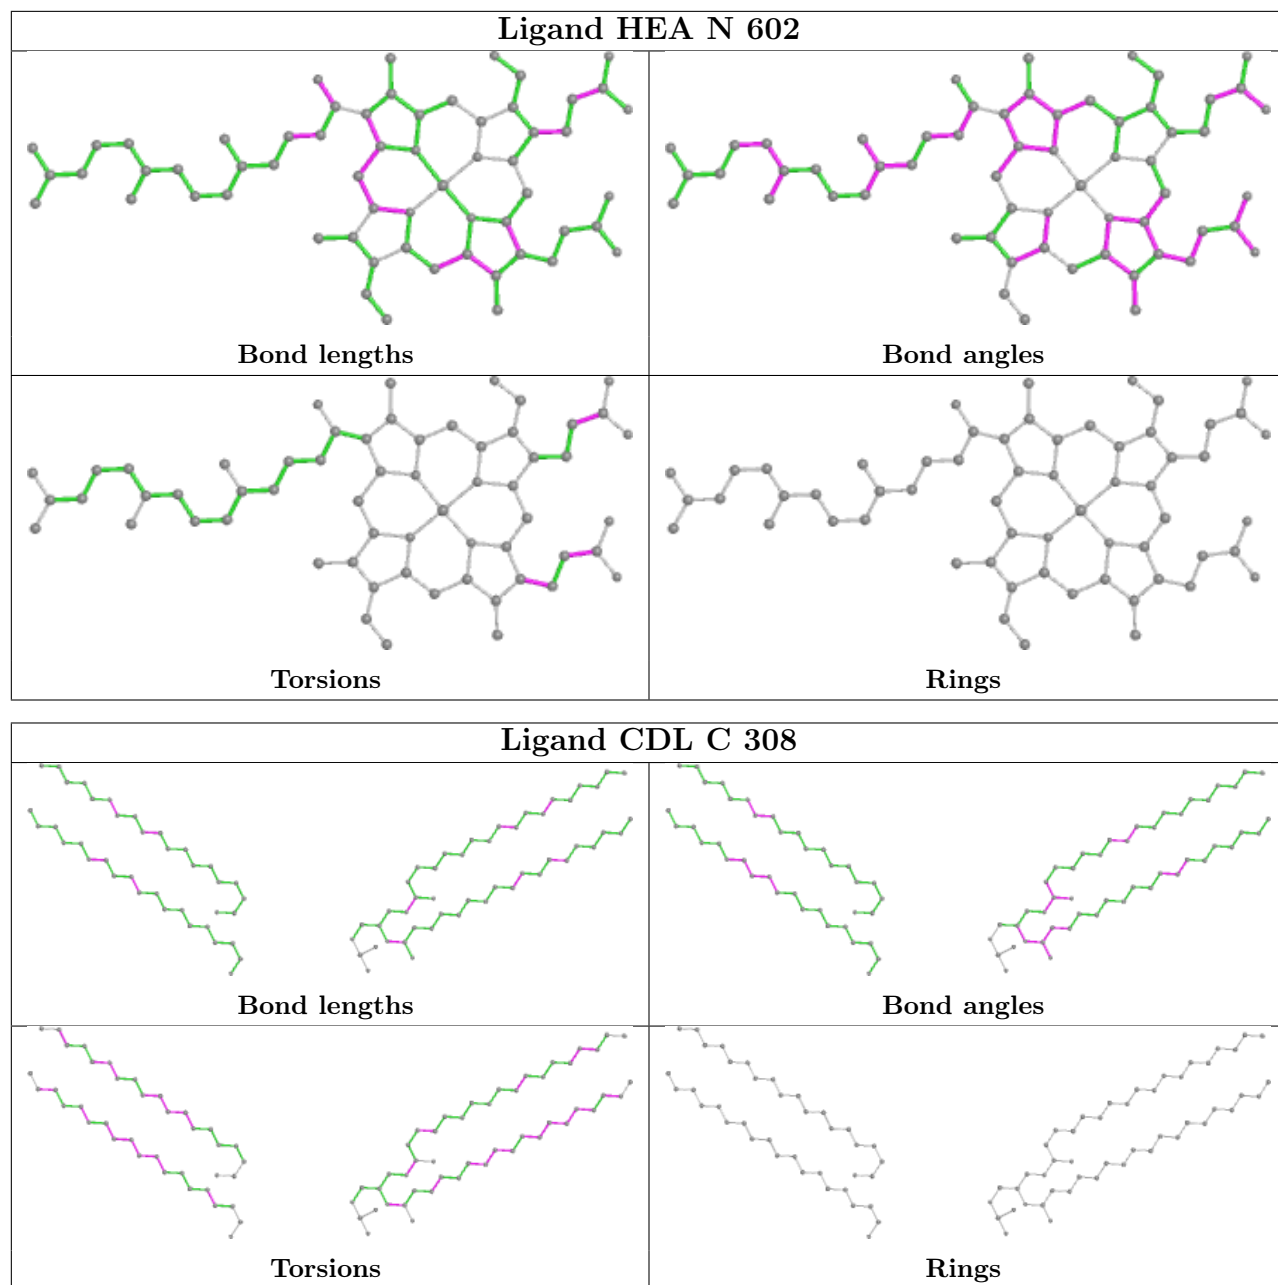 Ligand HEA N 602
Bond lengths
Bond angles
Torsions
Rings
Ligand CDL C 308
Bond lengths
Bond angles
Torsions
Rings